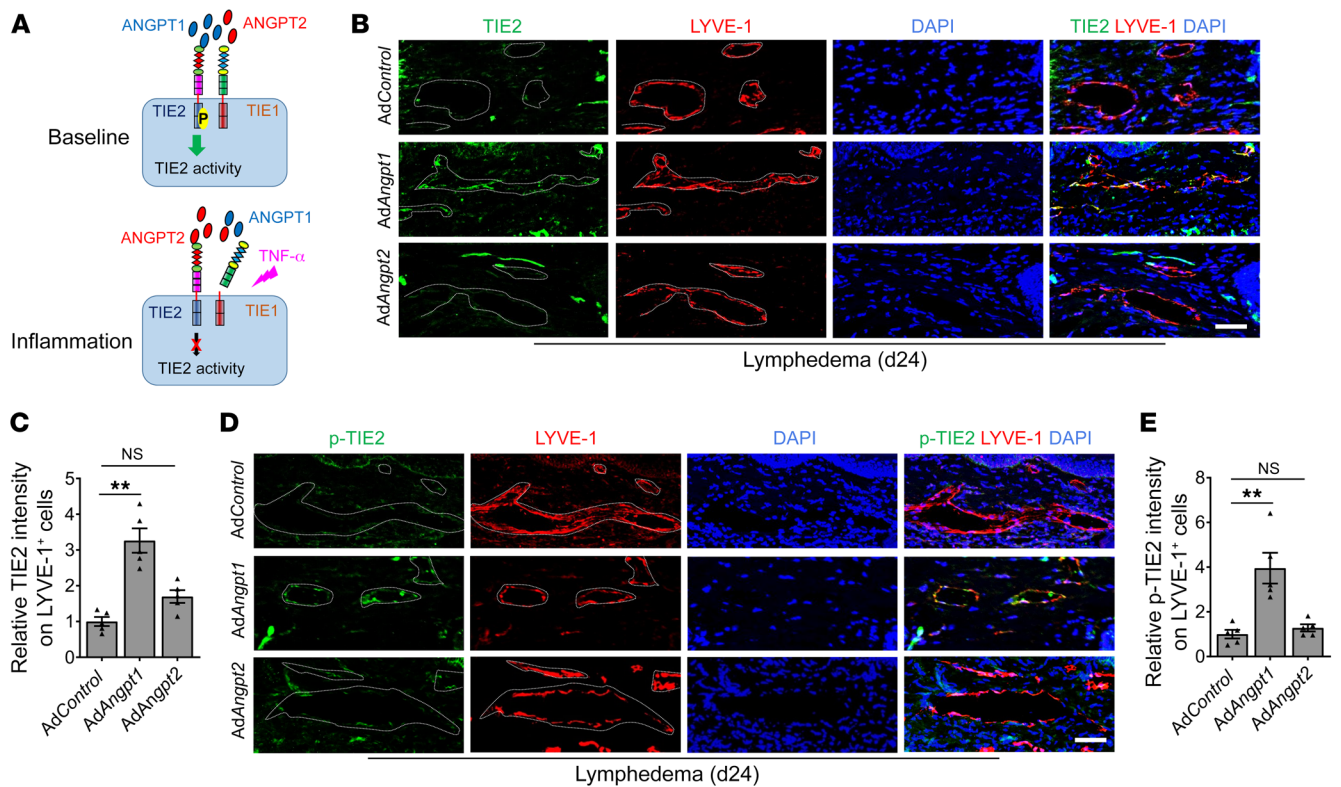 A
ANGPT1
ANGPT2
TIE2
P
TIE1
Baseline
TIE2 activity
ANGPT1
ANGPT2
TNF-α
TIE2
TIE1
Inflammation
X
TIE2 activity
B
TIE2
LYVE-1
DAPI
TIE2 LYVE-1 DAPI
AdControl
AdAngpt1
AdAngpt2
Lymphedema (d24)
C
Relative TIE2 intensity
on LYVE-1+ cells
NS
**
5
4
3
2
1
0
AdControl
AdAngpt1
AdAngpt2
D
p-TIE2
LYVE-1
DAPI
p-TIE2 LYVE-1 DAPI
AdControl
AdAngpt1
AdAngpt2
Lymphedema (d24)
E
Relative p-TIE2 intensity
on LYVE-1+ cells
NS
**
8
6
4
2
0
AdControl
AdAngpt1
AdAngpt2